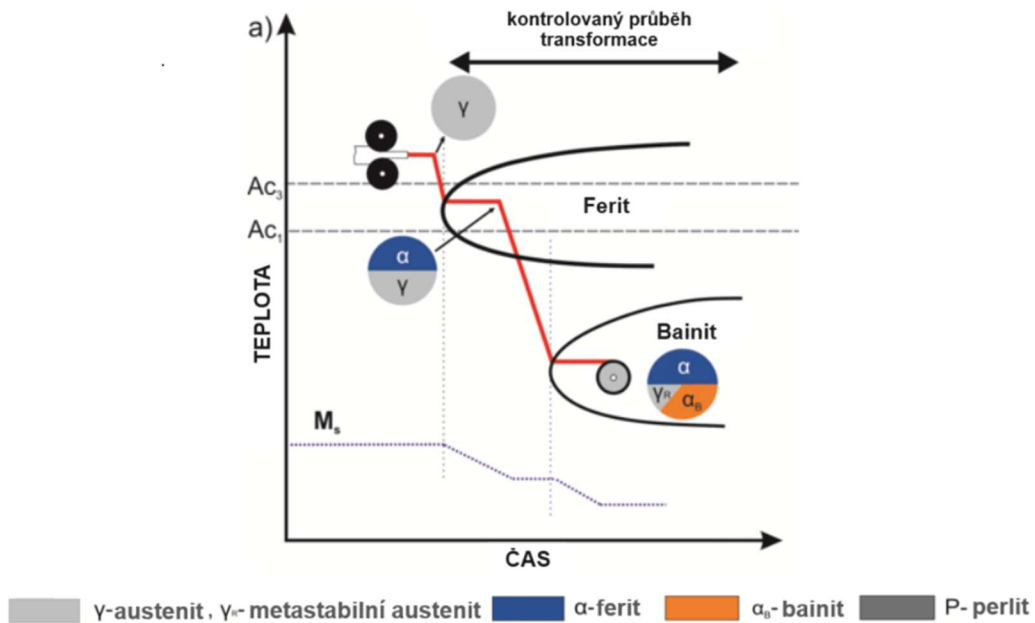 a)
kontrolovaný průběh
transformace
γ
Ac₃
Ferit
Ac₁
α
γ
TEPLOTA
Bainit
α
γR
αB
Ms
ČAS
γ-austenit , γR- metastabilní austenit
α-ferit
αB- bainit
P- perlit